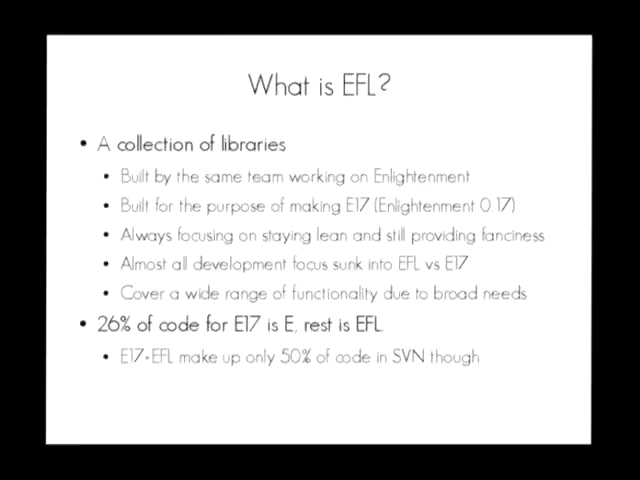 What is EFL?
• A collection of libraries
• Built by the same team working on Enlightenment
• Built for the purpose of making E17 (Enlightenment 0.17)
• Always focusing on staying lean and still providing fanciness
• Almost all development focus sunk into EFL vs E17
• Cover a wide range of functionality due to broad needs
• 26% of code for E17 is E, rest is EFL
• E17+EFL make up only 50% of code in SVN though